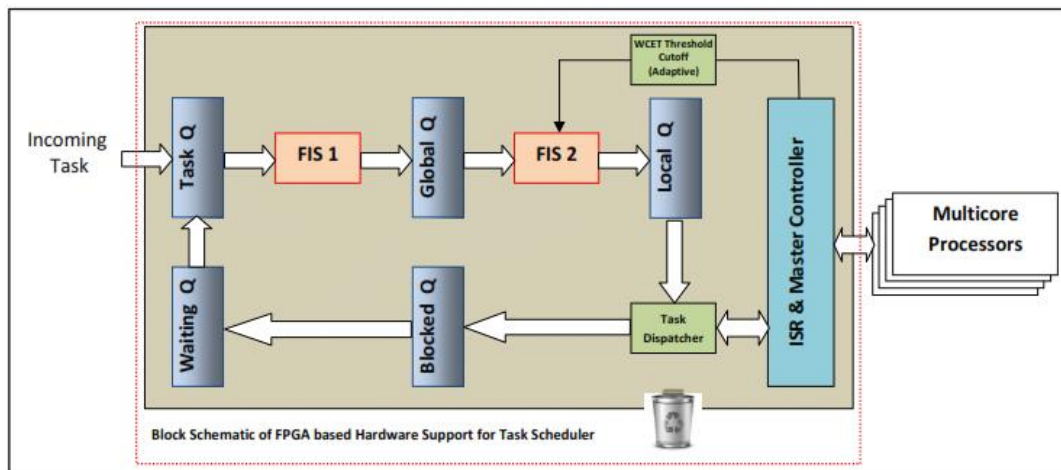 WCET Threshold
Cutoff
(Adaptive)
Incoming
Task
Task Q
FIS 1
Global Q
FIS 2
Local Q
ISR & Master Controller
Multicore
Processors
Waiting Q
Blocked Q
Task
Dispatcher
Block Schematic of FPGA based Hardware Support for Task Scheduler